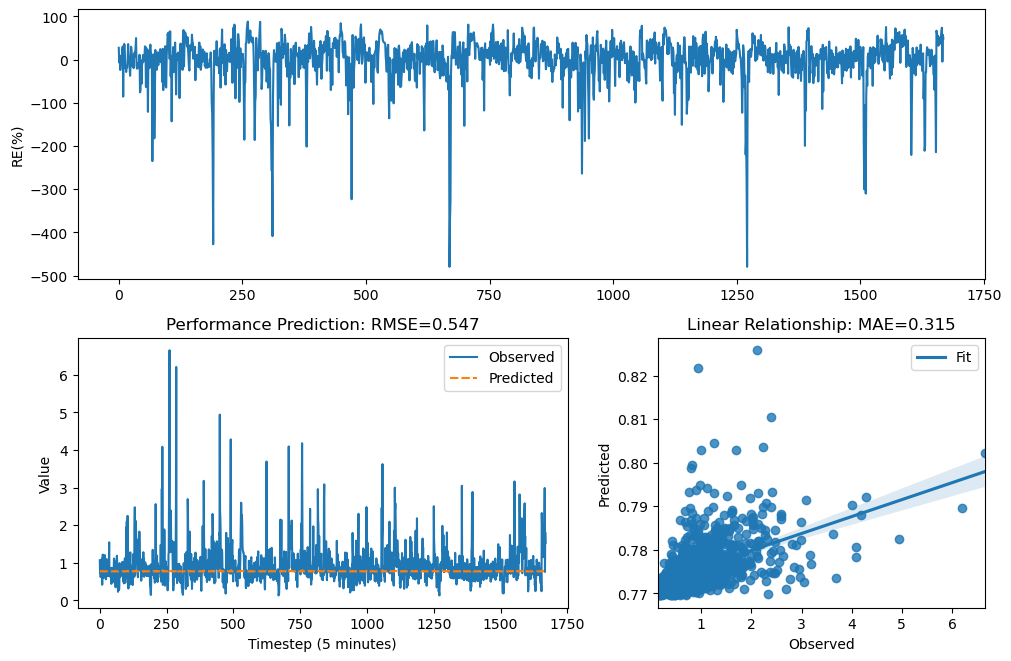 100
0
−100
−200
−300
−400
−500
RE(%)
0 250 500 750 1000 1250 1500 1750
Performance Prediction: RMSE=0.547
Observed
Predicted
6
5
4
3
2
1
0
Value
0 250 500 750 1000 1250 1500 1750
Timestep (5 minutes)
Linear Relationship: MAE=0.315
Fit
0.82
0.81
0.80
0.79
0.78
0.77
Predicted
1 2 3 4 5 6
Observed